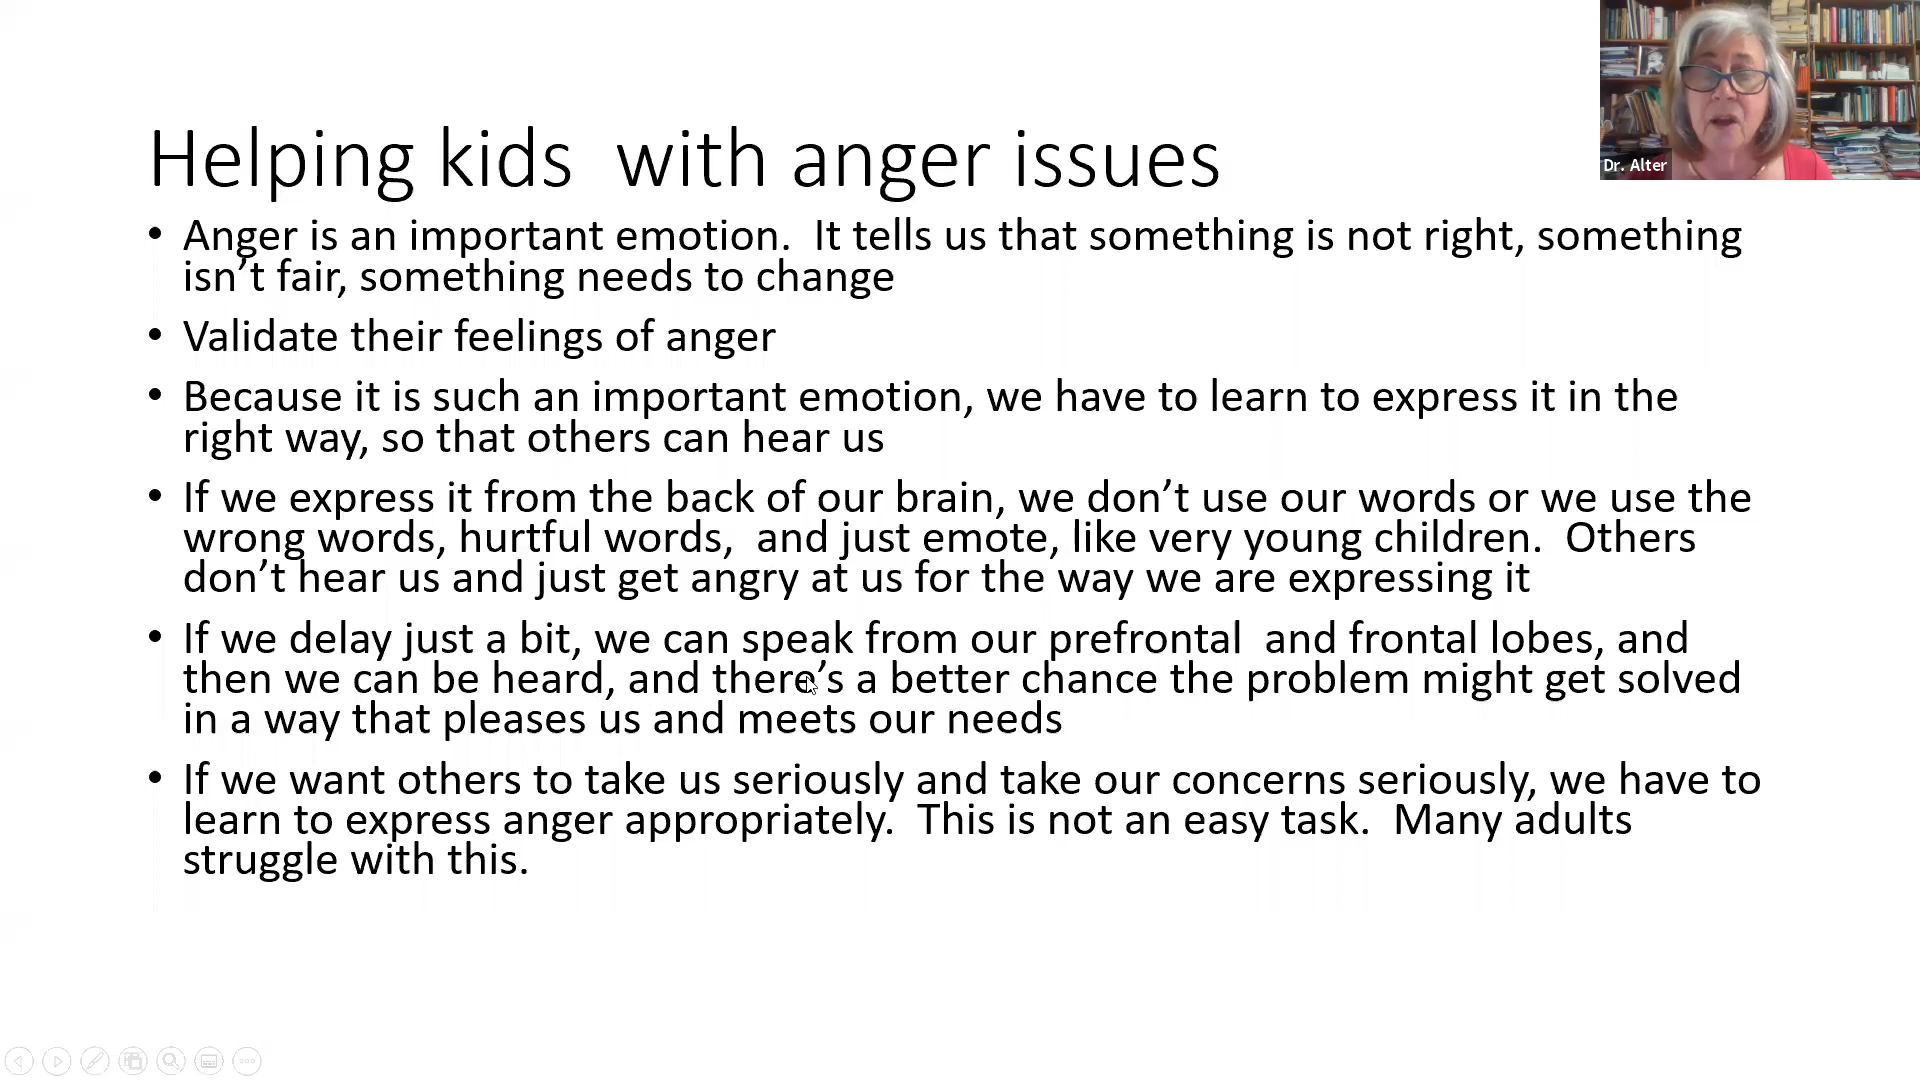 Dr. Alter
Helping kids  with anger issues
• Anger is an important emotion.  It tells us that something is not right, something
isn’t fair, something needs to change
• Validate their feelings of anger
• Because it is such an important emotion, we have to learn to express it in the
right way, so that others can hear us
• If we express it from the back of our brain, we don’t use our words or we use the
wrong words, hurtful words,  and just emote, like very young children.  Others
don’t hear us and just get angry at us for the way we are expressing it
• If we delay just a bit, we can speak from our prefrontal  and frontal lobes, and
then we can be heard, and there’s a better chance the problem might get solved
in a way that pleases us and meets our needs
• If we want others to take us seriously and take our concerns seriously, we have to
learn to express anger appropriately.  This is not an easy task.  Many adults
struggle with this.